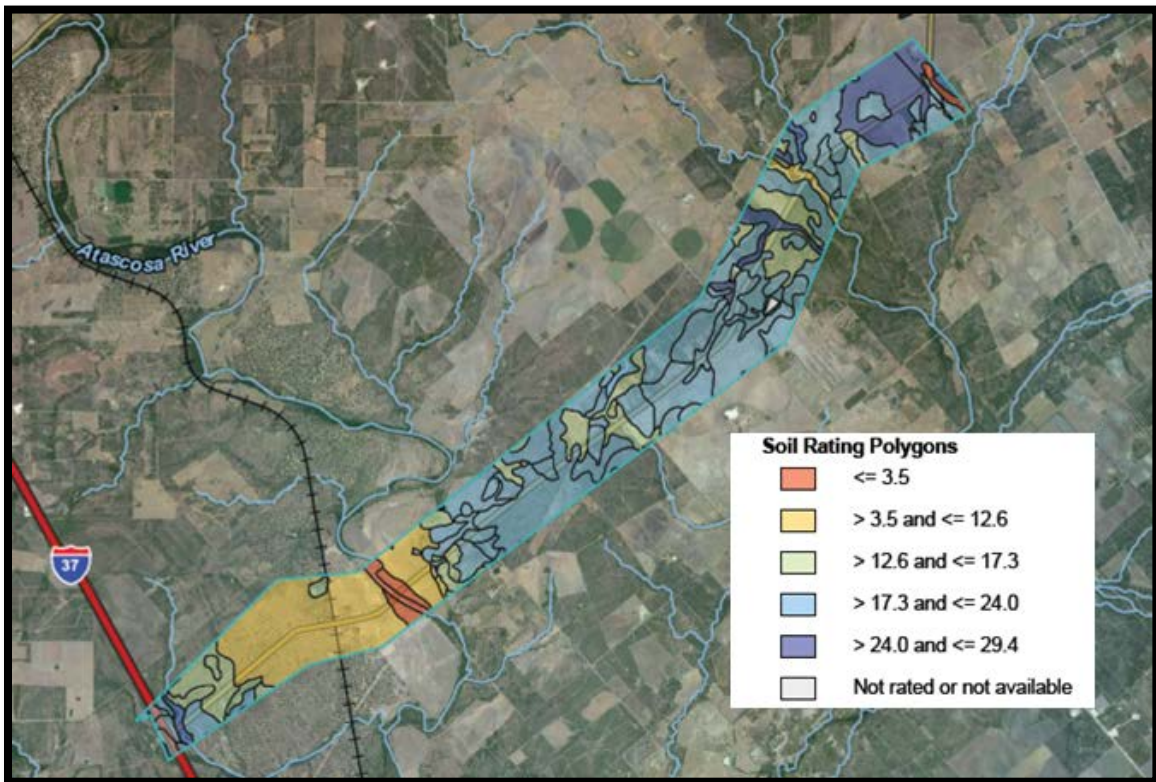 Atascosa River
37
Soil Rating Polygons
<= 3.5
> 3.5 and <= 12.6
> 12.6 and <= 17.3
> 17.3 and <= 24.0
> 24.0 and <= 29.4
Not rated or not available